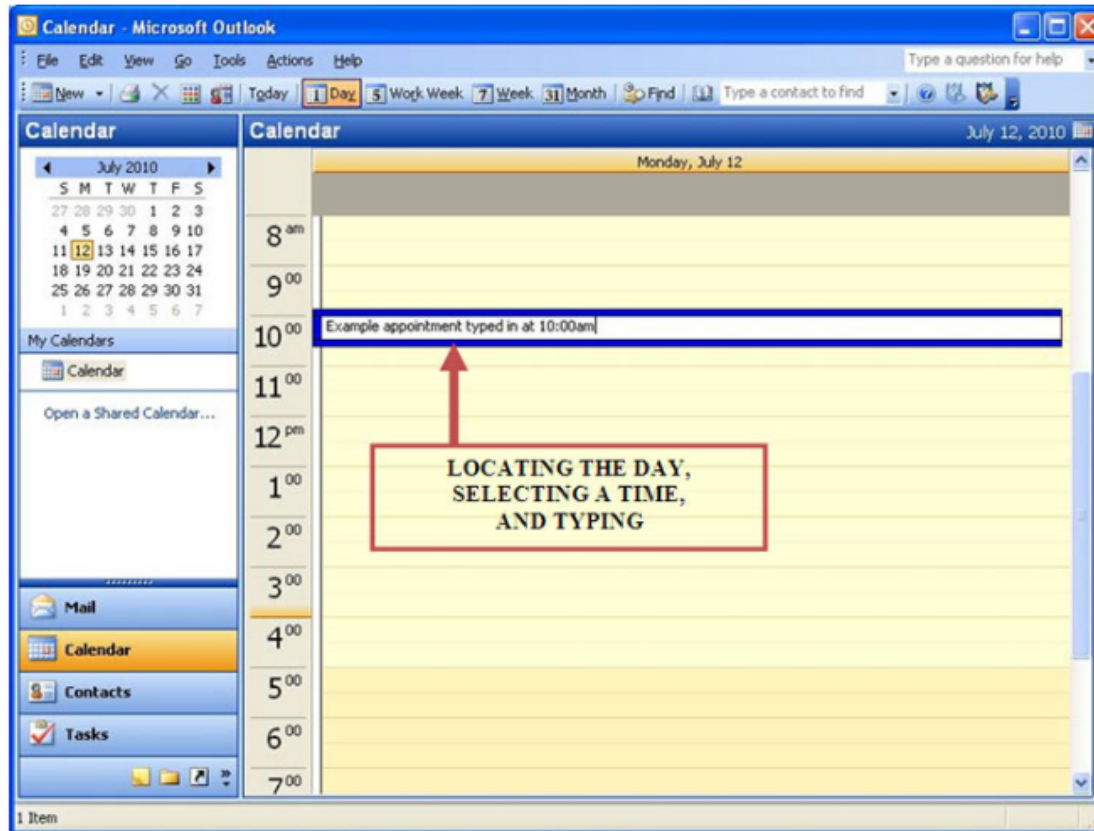 Calendar - Microsoft Outlook
File Edit View Go Tools Actions Help Type a question for help
New Today 1 Day 5 Work Week 7 Week 31 Month Find Type a contact to find
Calendar
July 2010
S M T W T F S
27 28 29 30 1 2 3
4 5 6 7 8 9 10
11 12 13 14 15 16 17
18 19 20 21 22 23 24
25 26 27 28 29 30 31
1 2 3 4 5 6 7
My Calendars
Calendar
Open a Shared Calendar...
Mail
Calendar
Contacts
Tasks
Calendar July 12, 2010
Monday, July 12
8 am
9 00
10 00 Example appointment typed in at 10:00am
11 00
12 pm
1 00
2 00
3 00
4 00
5 00
6 00
7 00
LOCATING THE DAY,
SELECTING A TIME,
AND TYPING
1 Item